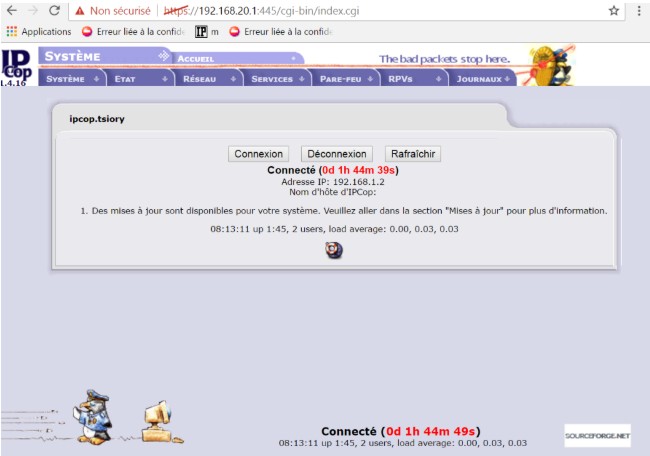 Non sécurisé | https://192.168.20.1:445/cgi-bin/index.cgi
Applications Erreur liée à la confide IP m Erreur liée à la confide
IPCop
1.4.16
SYSTÈME ACCUEIL The bad packets stop here.
SYSTÈME ETAT RÉSEAU SERVICES PARE-FEU RPVS JOURNAUX
ipcop.tsiory
Connexion Déconnexion Rafraîchir
Connecté (0d 1h 44m 39s)
Adresse IP: 192.168.1.2
Nom d'hôte d'IPCop:
1. Des mises à jour sont disponibles pour votre système. Veuillez aller dans la section "Mises à jour" pour plus d'information.
08:13:11 up 1:45, 2 users, load average: 0.00, 0.03, 0.03
Connecté (0d 1h 44m 49s)
08:13:11 up 1:45, 2 users, load average: 0.00, 0.03, 0.03
SOURCEFORGE.NET